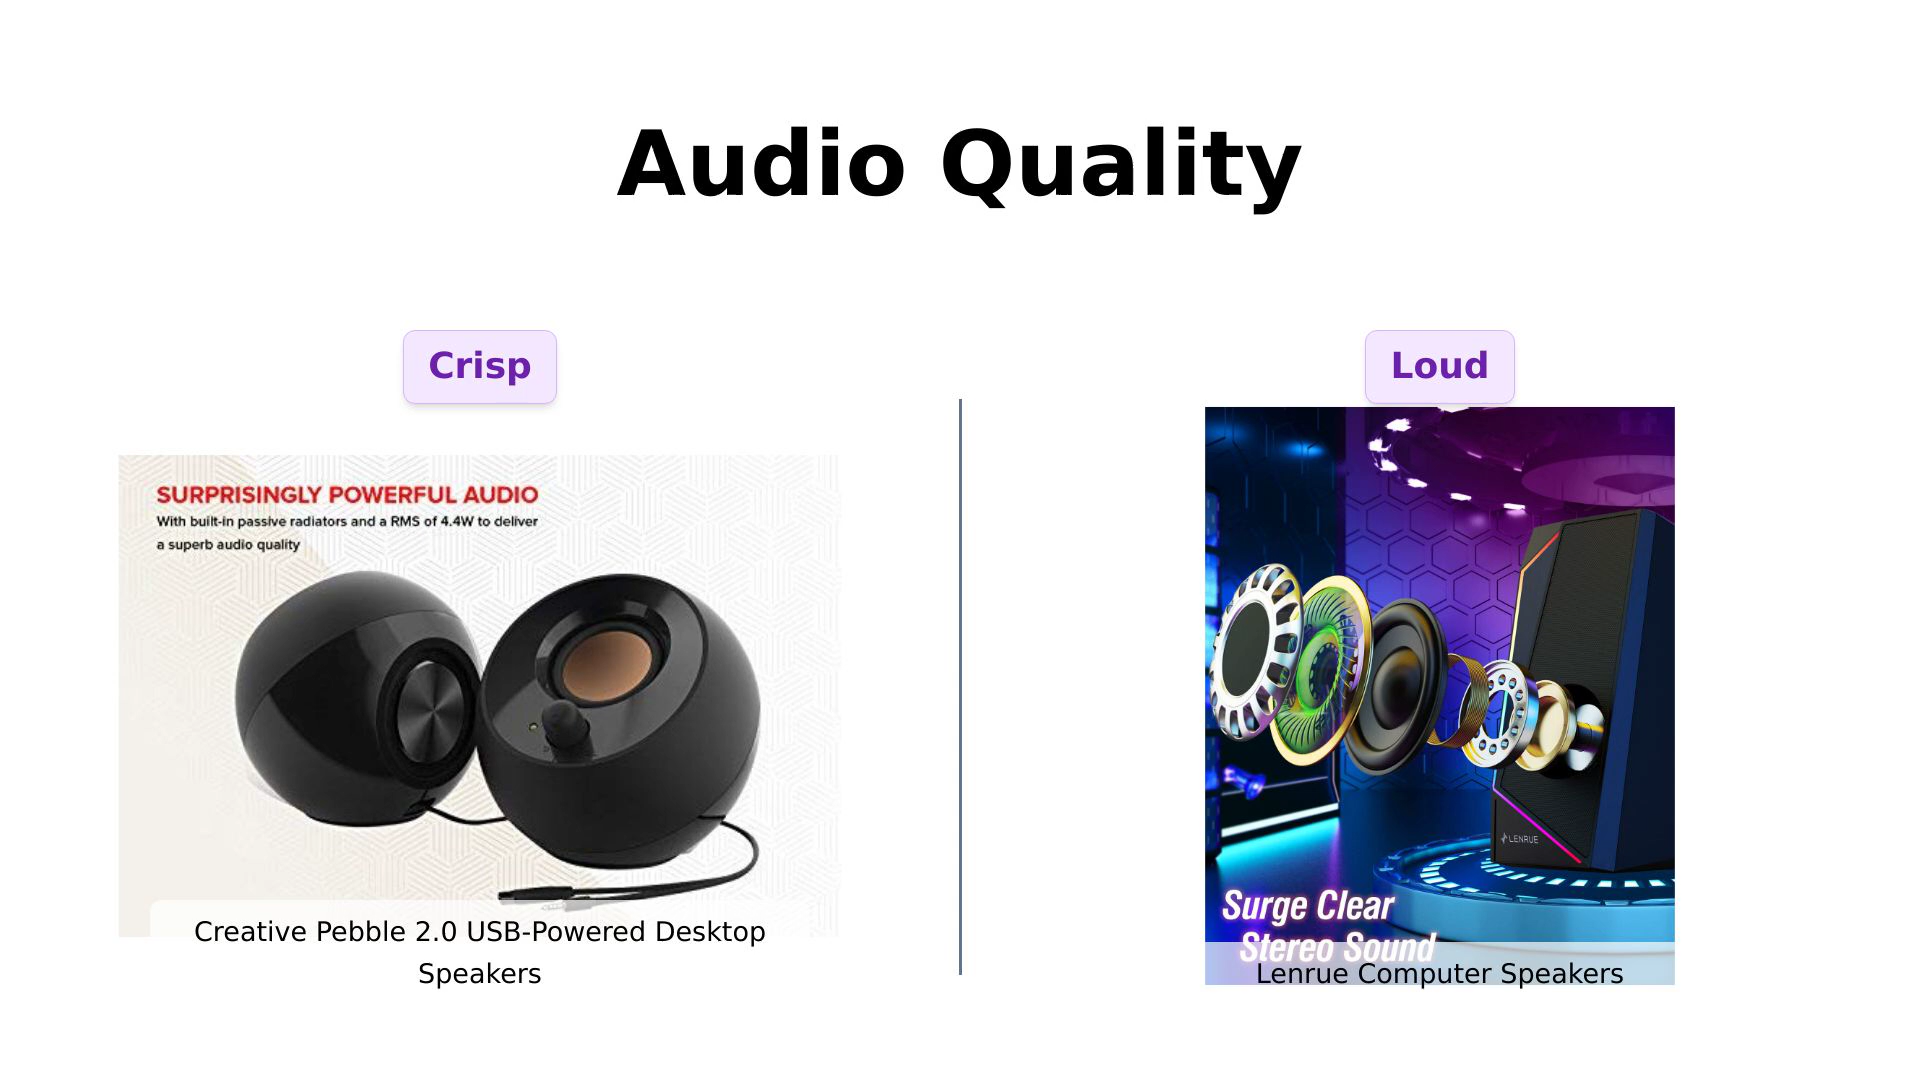 Audio Quality
Crisp
SURPRISINGLY POWERFUL AUDIO
With built-in passive radiators and a RMS of 4.4W to deliver
a superb audio quality
Creative Pebble 2.0 USB-Powered Desktop
Speakers
Loud
LENRUE
Surge Clear
Stereo Sound
Lenrue Computer Speakers